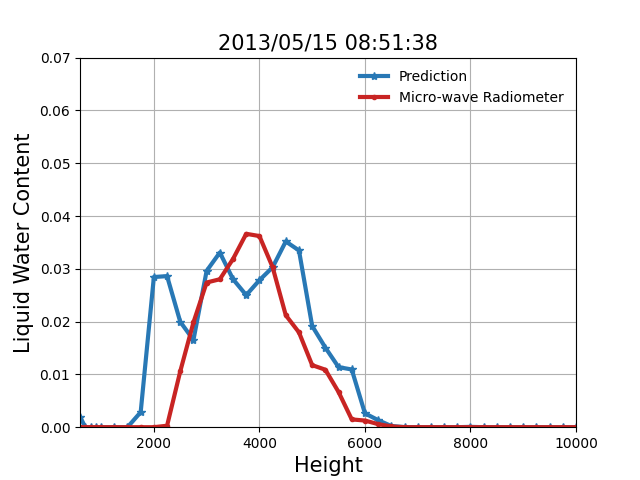 2013/05/15 08:51:38
Prediction
Micro-wave Radiometer
Liquid Water Content
0.07
0.06
0.05
0.04
0.03
0.02
0.01
0.00
2000 4000 6000 8000 10000
Height